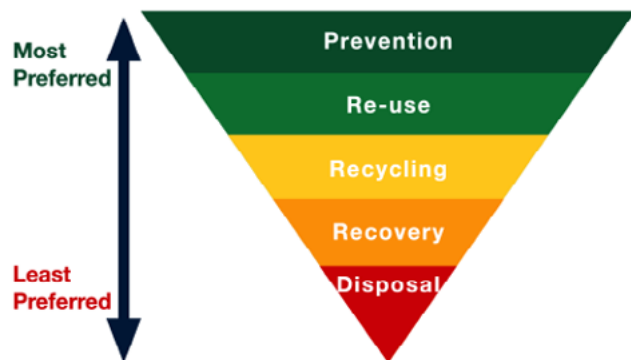 Most
Preferred
Prevention
Re-use
Recycling
Recovery
Disposal
Least
Preferred